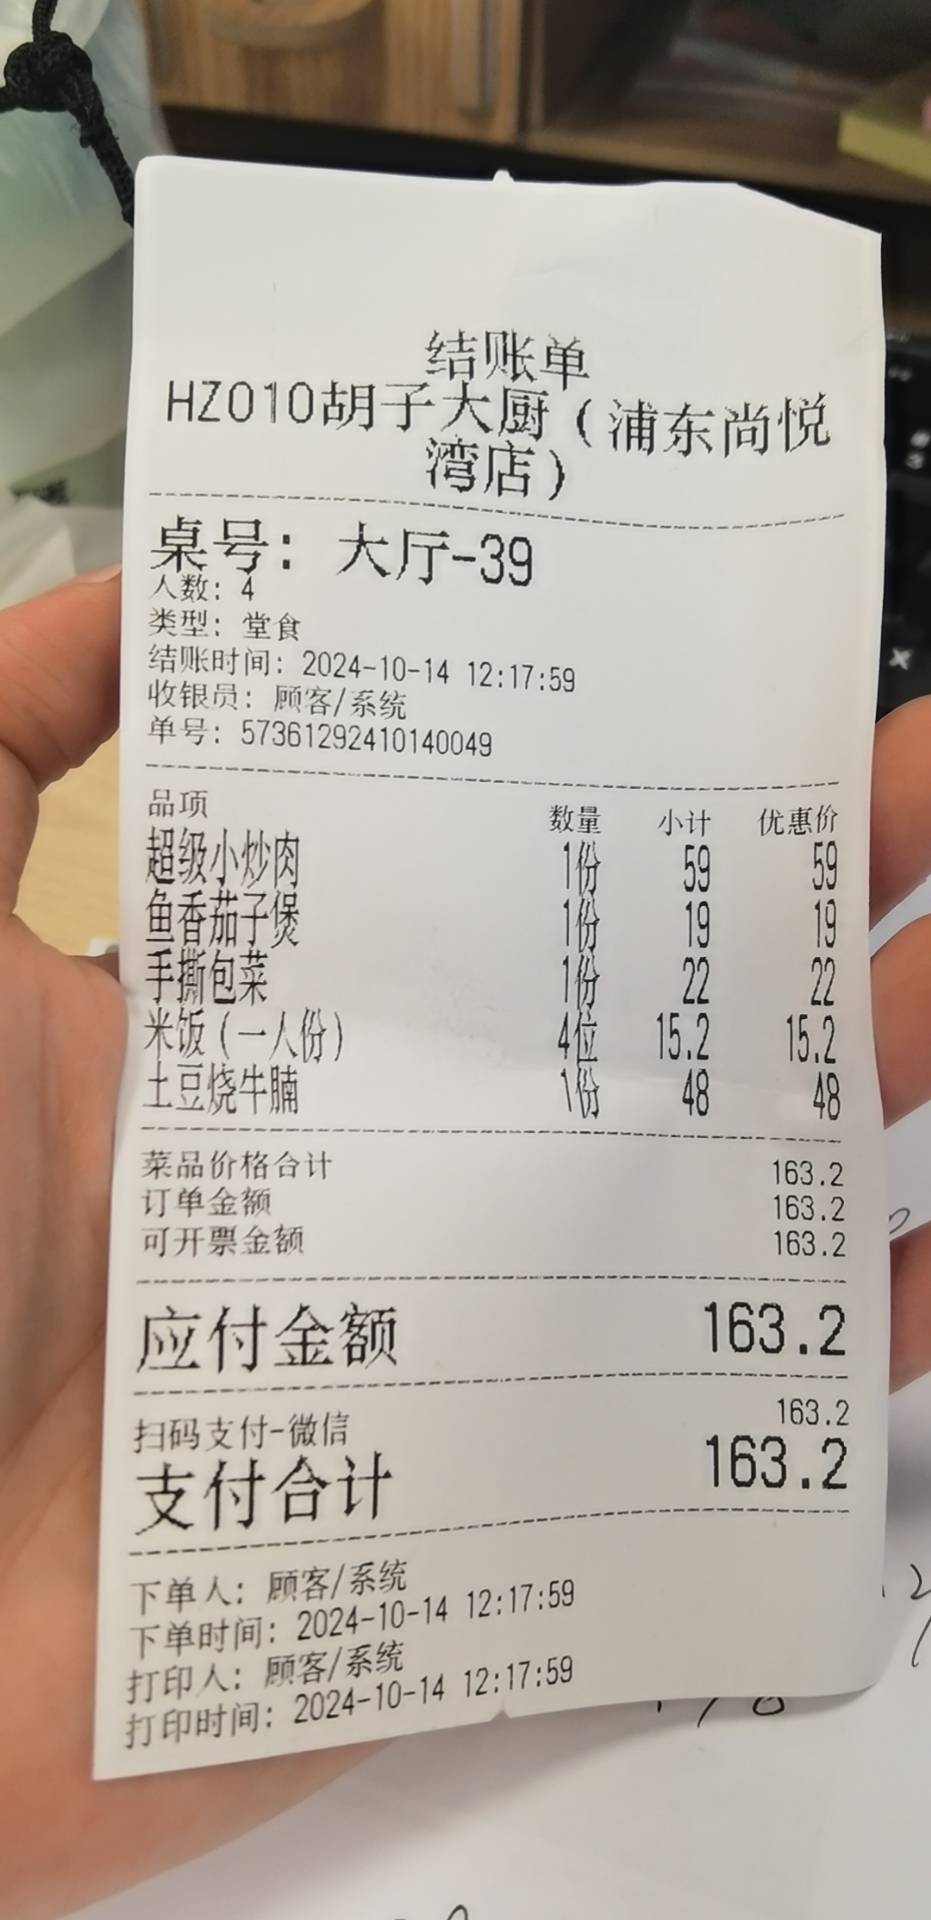 结账单
HZ010胡子大厨(浦东尚悦
湾店)
桌号: 大厅-39
人数: 4
类型: 堂食
结账时间: 2024-10-14 12:17:59
收银员: 顾客/系统
单号: 57361292410140049
品项 数量 小计 优惠价
超级小炒肉 1份 59 59
鱼香茄子煲 1份 19 19
手撕包菜 1份 22 22
米饭(一人份) 4位 15.2 15.2
土豆烧牛腩 1份 48 48
菜品价格合计 163.2
订单金额 163.2
可开票金额 163.2
应付金额 163.2
扫码支付-微信 163.2
支付合计 163.2
下单人: 顾客/系统
下单时间: 2024-10-14 12:17:59
打印人: 顾客/系统
打印时间: 2024-10-14 12:17:59